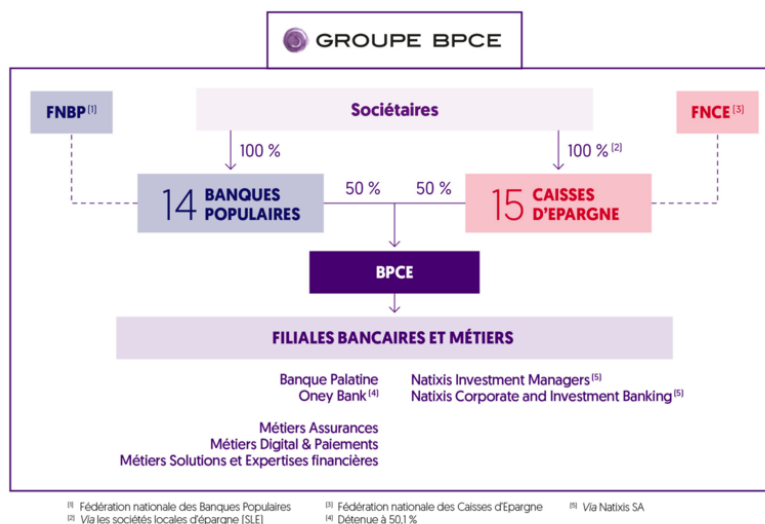 GROUPE BPCE
FNBP [1]
Sociétaires
FNCE [3]
100 %
100 % [2]
14 BANQUES
POPULAIRES
50 %
50 %
15 CAISSES
D'EPARGNE
BPCE
FILIALES BANCAIRES ET MÉTIERS
Banque Palatine
Oney Bank [4]
Natixis Investment Managers [5]
Natixis Corporate and Investment Banking [5]
Métiers Assurances
Métiers Digital & Paiements
Métiers Solutions et Expertises financières
[1] Fédération nationale des Banques Populaires
[2] Via les sociétés locales d'épargne [SLE]
[3] Fédération nationale des Caisses d'Epargne
[4] Détenue à 50,1 %
[5] Via Natixis SA